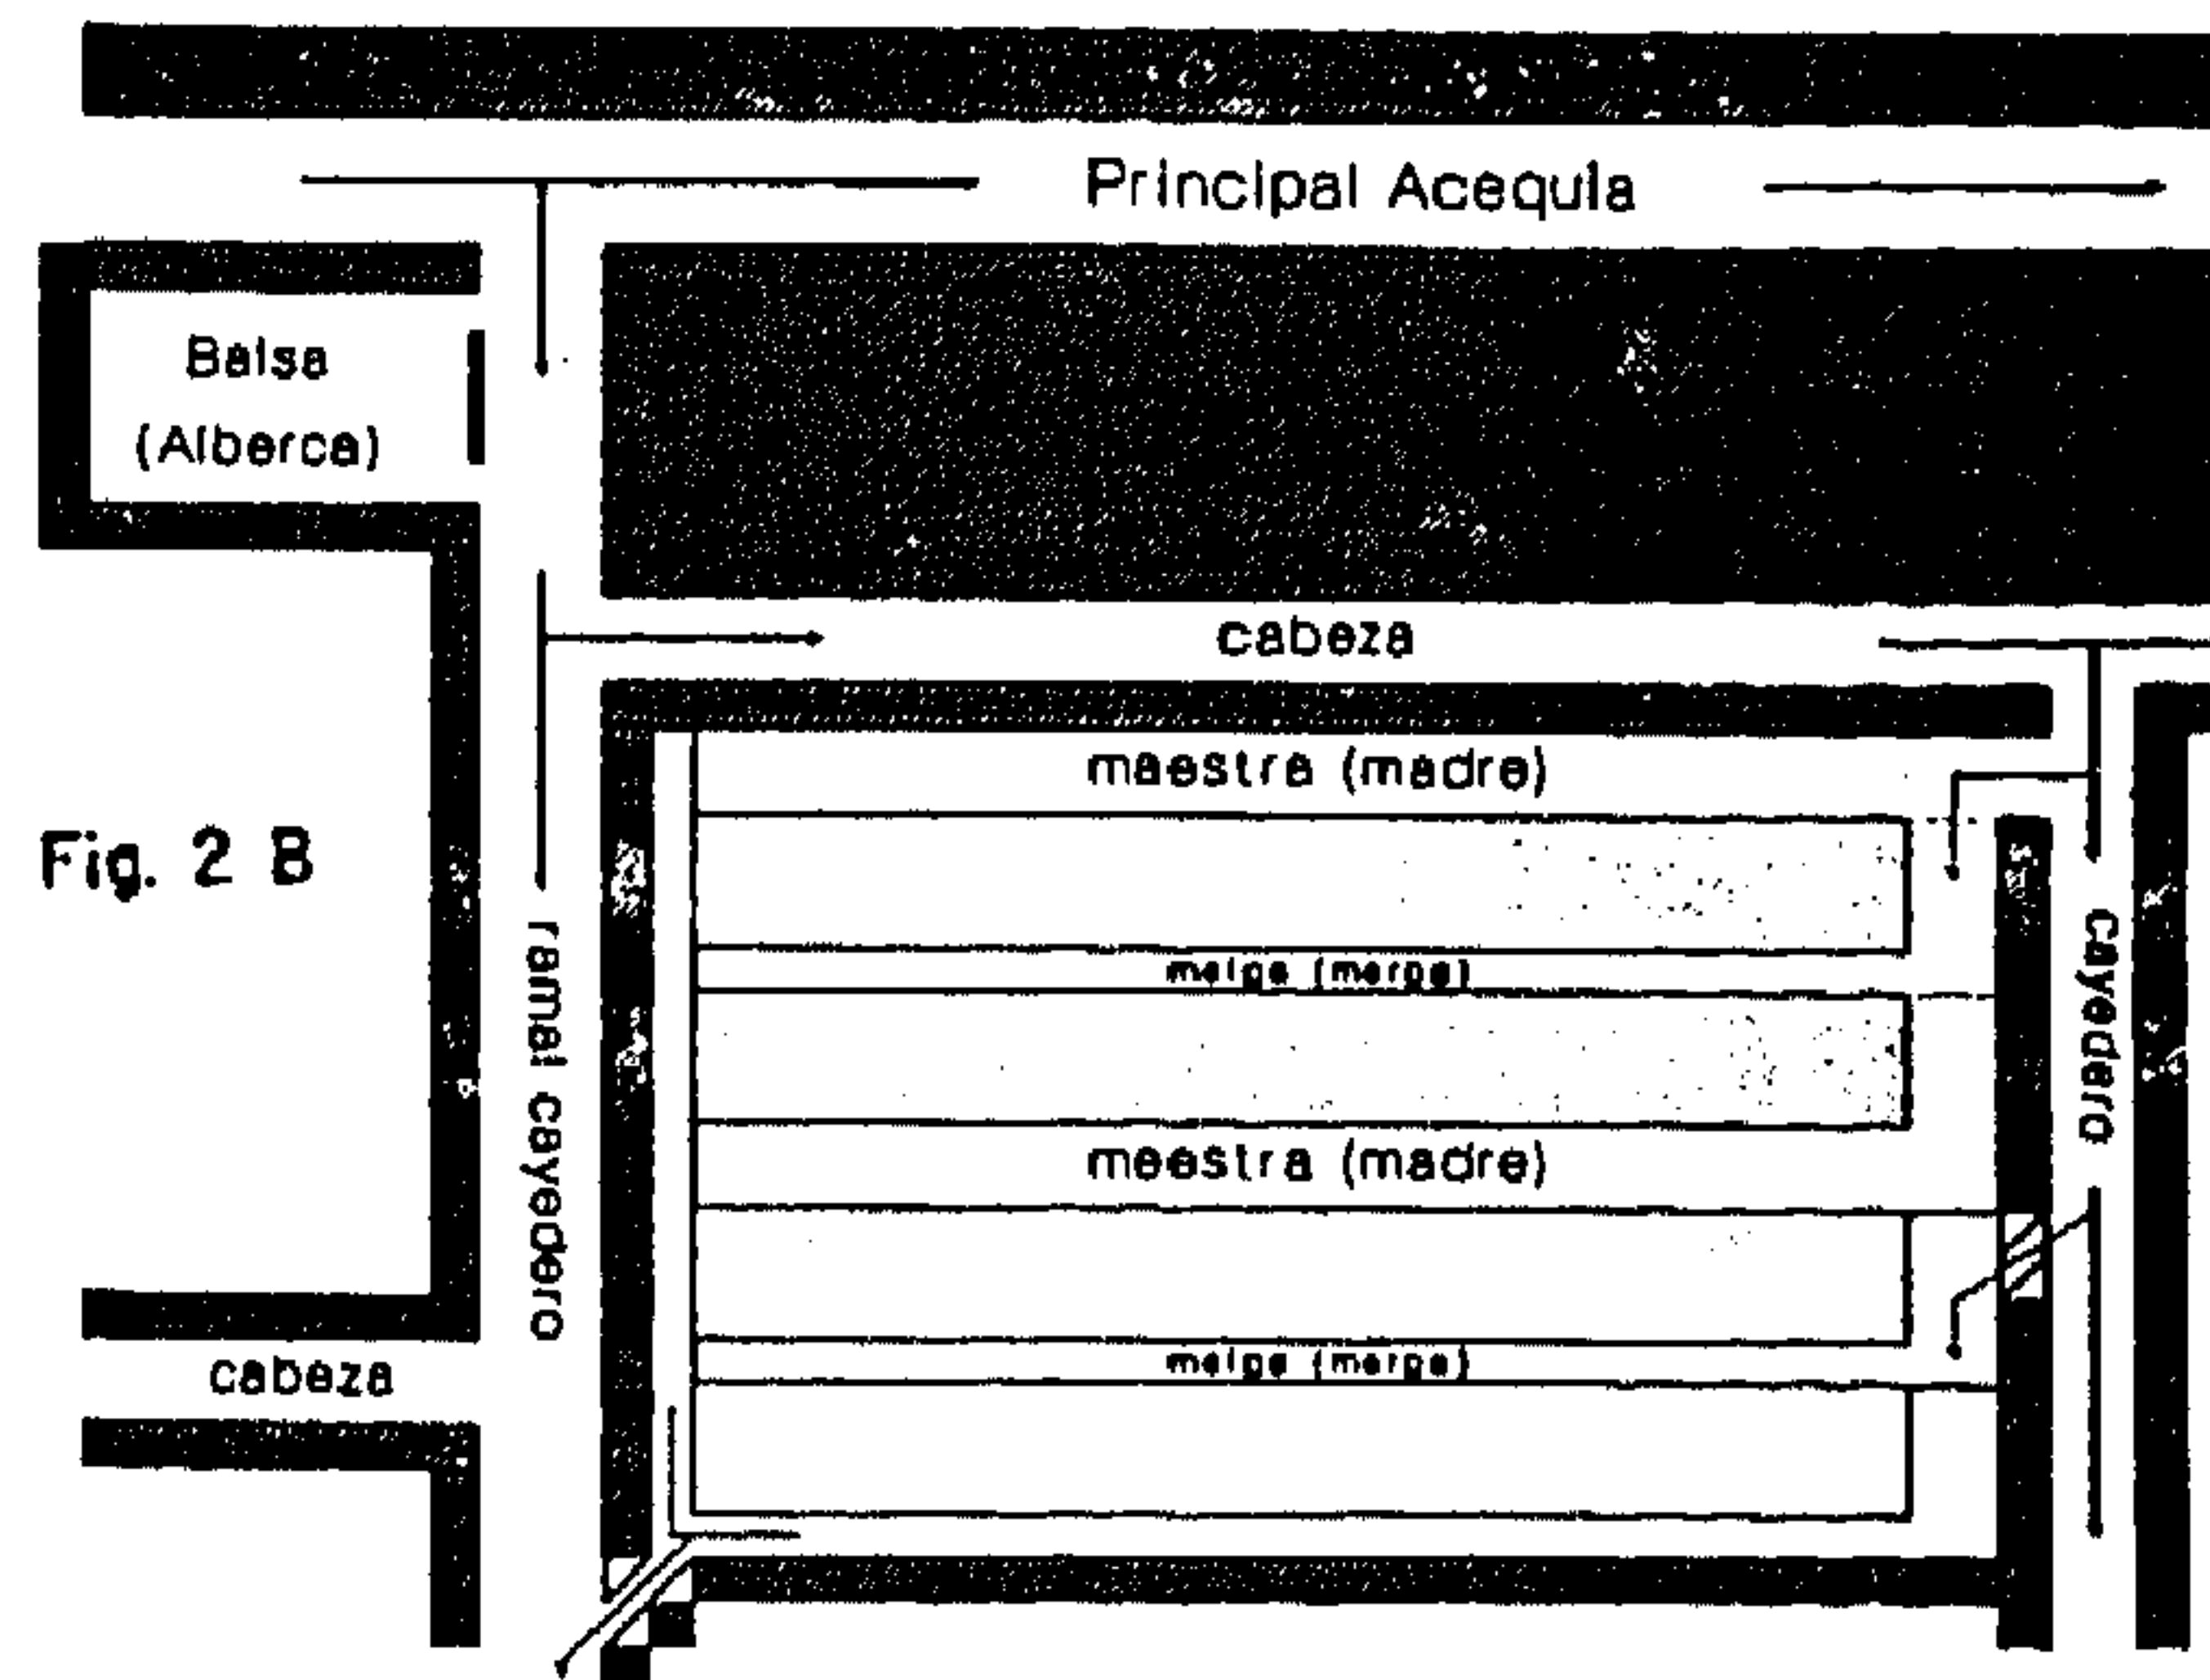 Principal Acequia
Balsa
(Alberca)
cabeza
maestra (madre)
Fig. 2 B
melga (merga)
ramal cayedero
cayedero
maestra (madre)
melga (merga)
cabeza